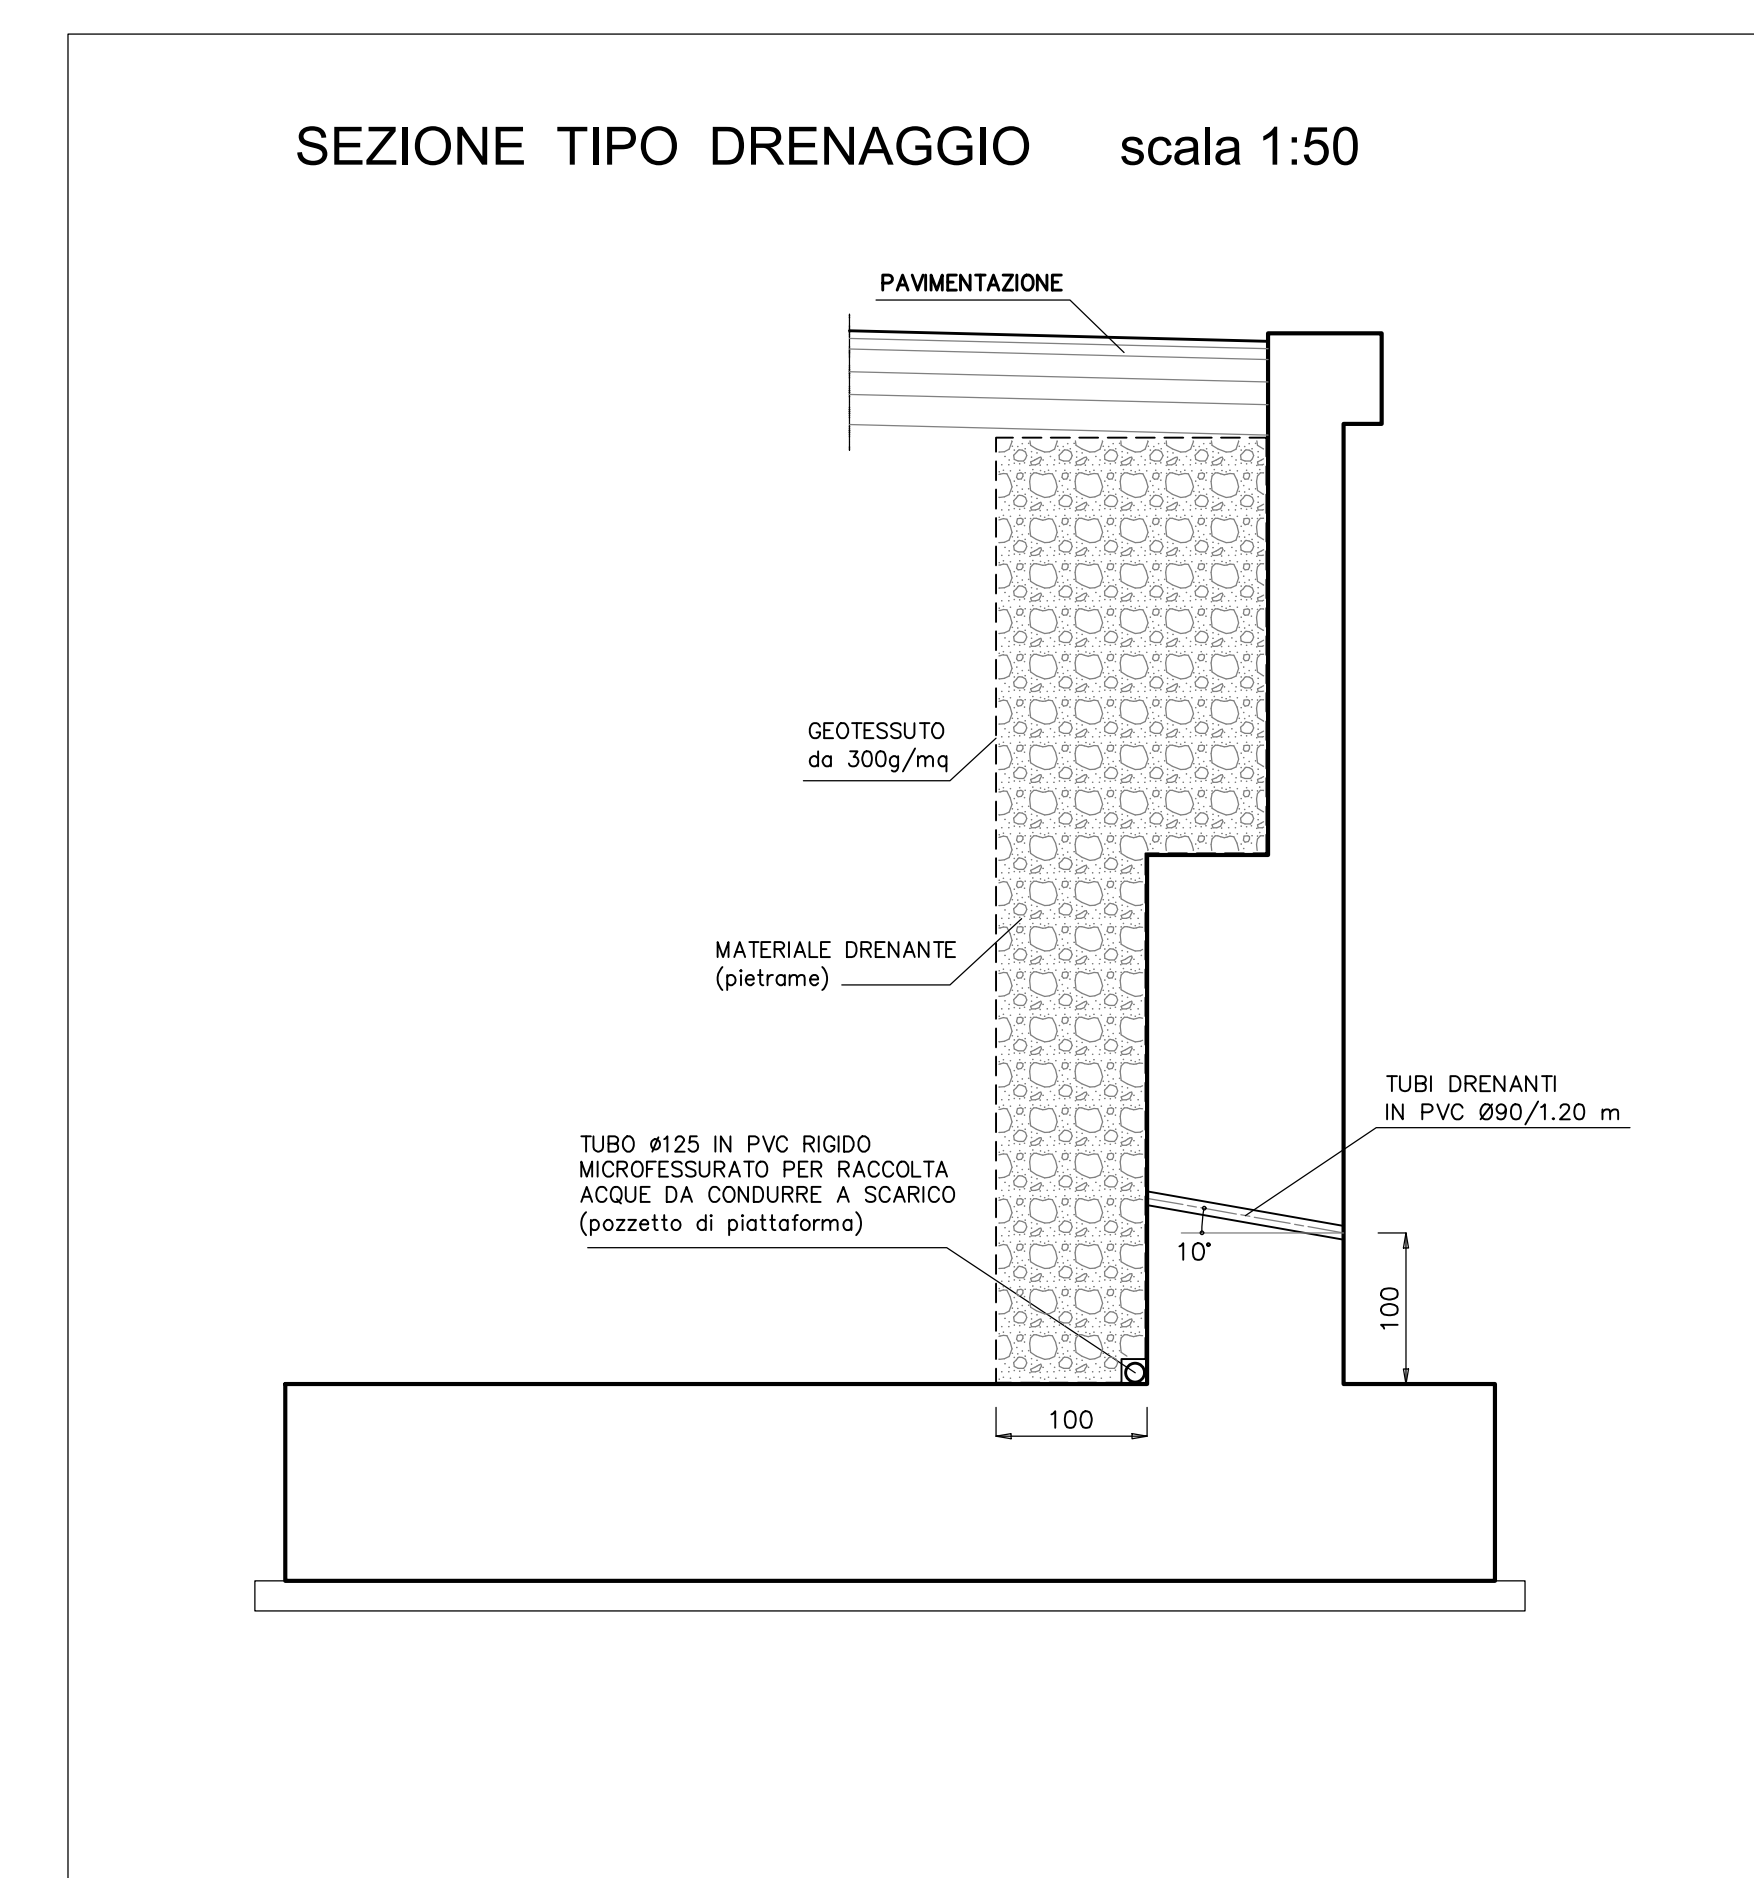 SEZIONE TIPO DRENAGGIO scala 1:50
PAVIMENTAZIONE
GEOTESSUTO
da 300g/mq
MATERIALE DRENANTE
(pietrame)
TUBI DRENANTI
IN PVC Ø90/1.20 m
TUBO ø125 IN PVC RIGIDO
MICROFESSURATO PER RACCOLTA
ACQUE DA CONDURRE A SCARICO
(pozzetto di piattaforma)
10°
100
100